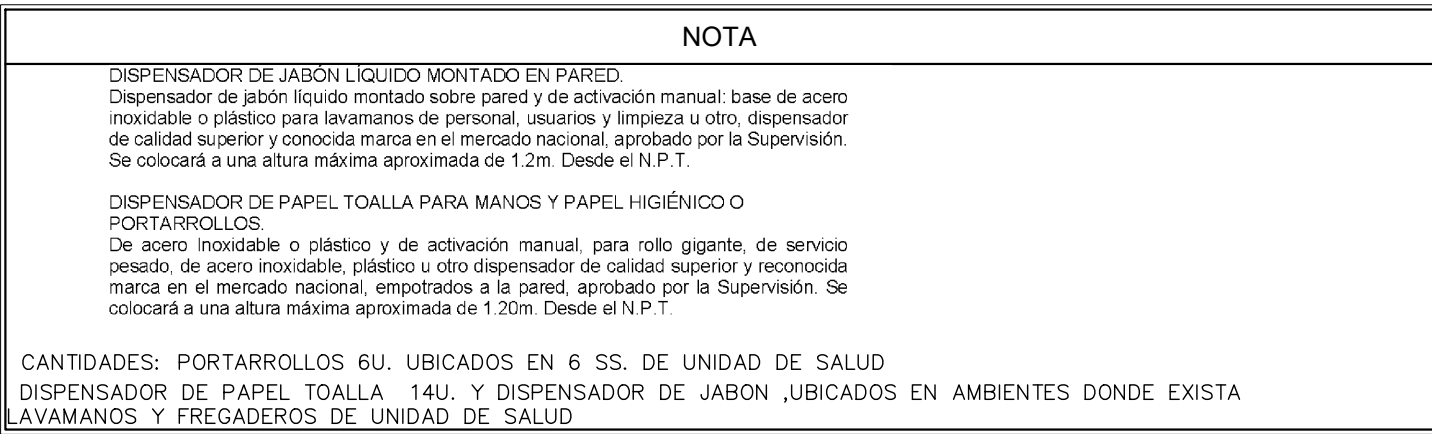 NOTA
DISPENSADOR DE JABÓN LÍQUIDO MONTADO EN PARED.
Dispensador de jabón líquido montado sobre pared y de activación manual: base de acero
inoxidable o plástico para lavamanos de personal, usuarios y limpieza u otro, dispensador
de calidad superior y conocida marca en el mercado nacional, aprobado por la Supervisión.
Se colocará a una altura máxima aproximada de 1.2m. Desde el N.P.T.
DISPENSADOR DE PAPEL TOALLA PARA MANOS Y PAPEL HIGIÉNICO O
PORTARROLLOS.
De acero Inoxidable o plástico y de activación manual, para rollo gigante, de servicio
pesado, de acero inoxidable, plástico u otro dispensador de calidad superior y reconocida
marca en el mercado nacional, empotrados a la pared, aprobado por la Supervisión. Se
colocará a una altura máxima aproximada de 1.20m. Desde el N.P.T.
CANTIDADES: PORTARROLLOS 6U. UBICADOS EN 6 SS. DE UNIDAD DE SALUD
DISPENSADOR DE PAPEL TOALLA 14U. Y DISPENSADOR DE JABON ,UBICADOS EN AMBIENTES DONDE EXISTA
LAVAMANOS Y FREGADEROS DE UNIDAD DE SALUD